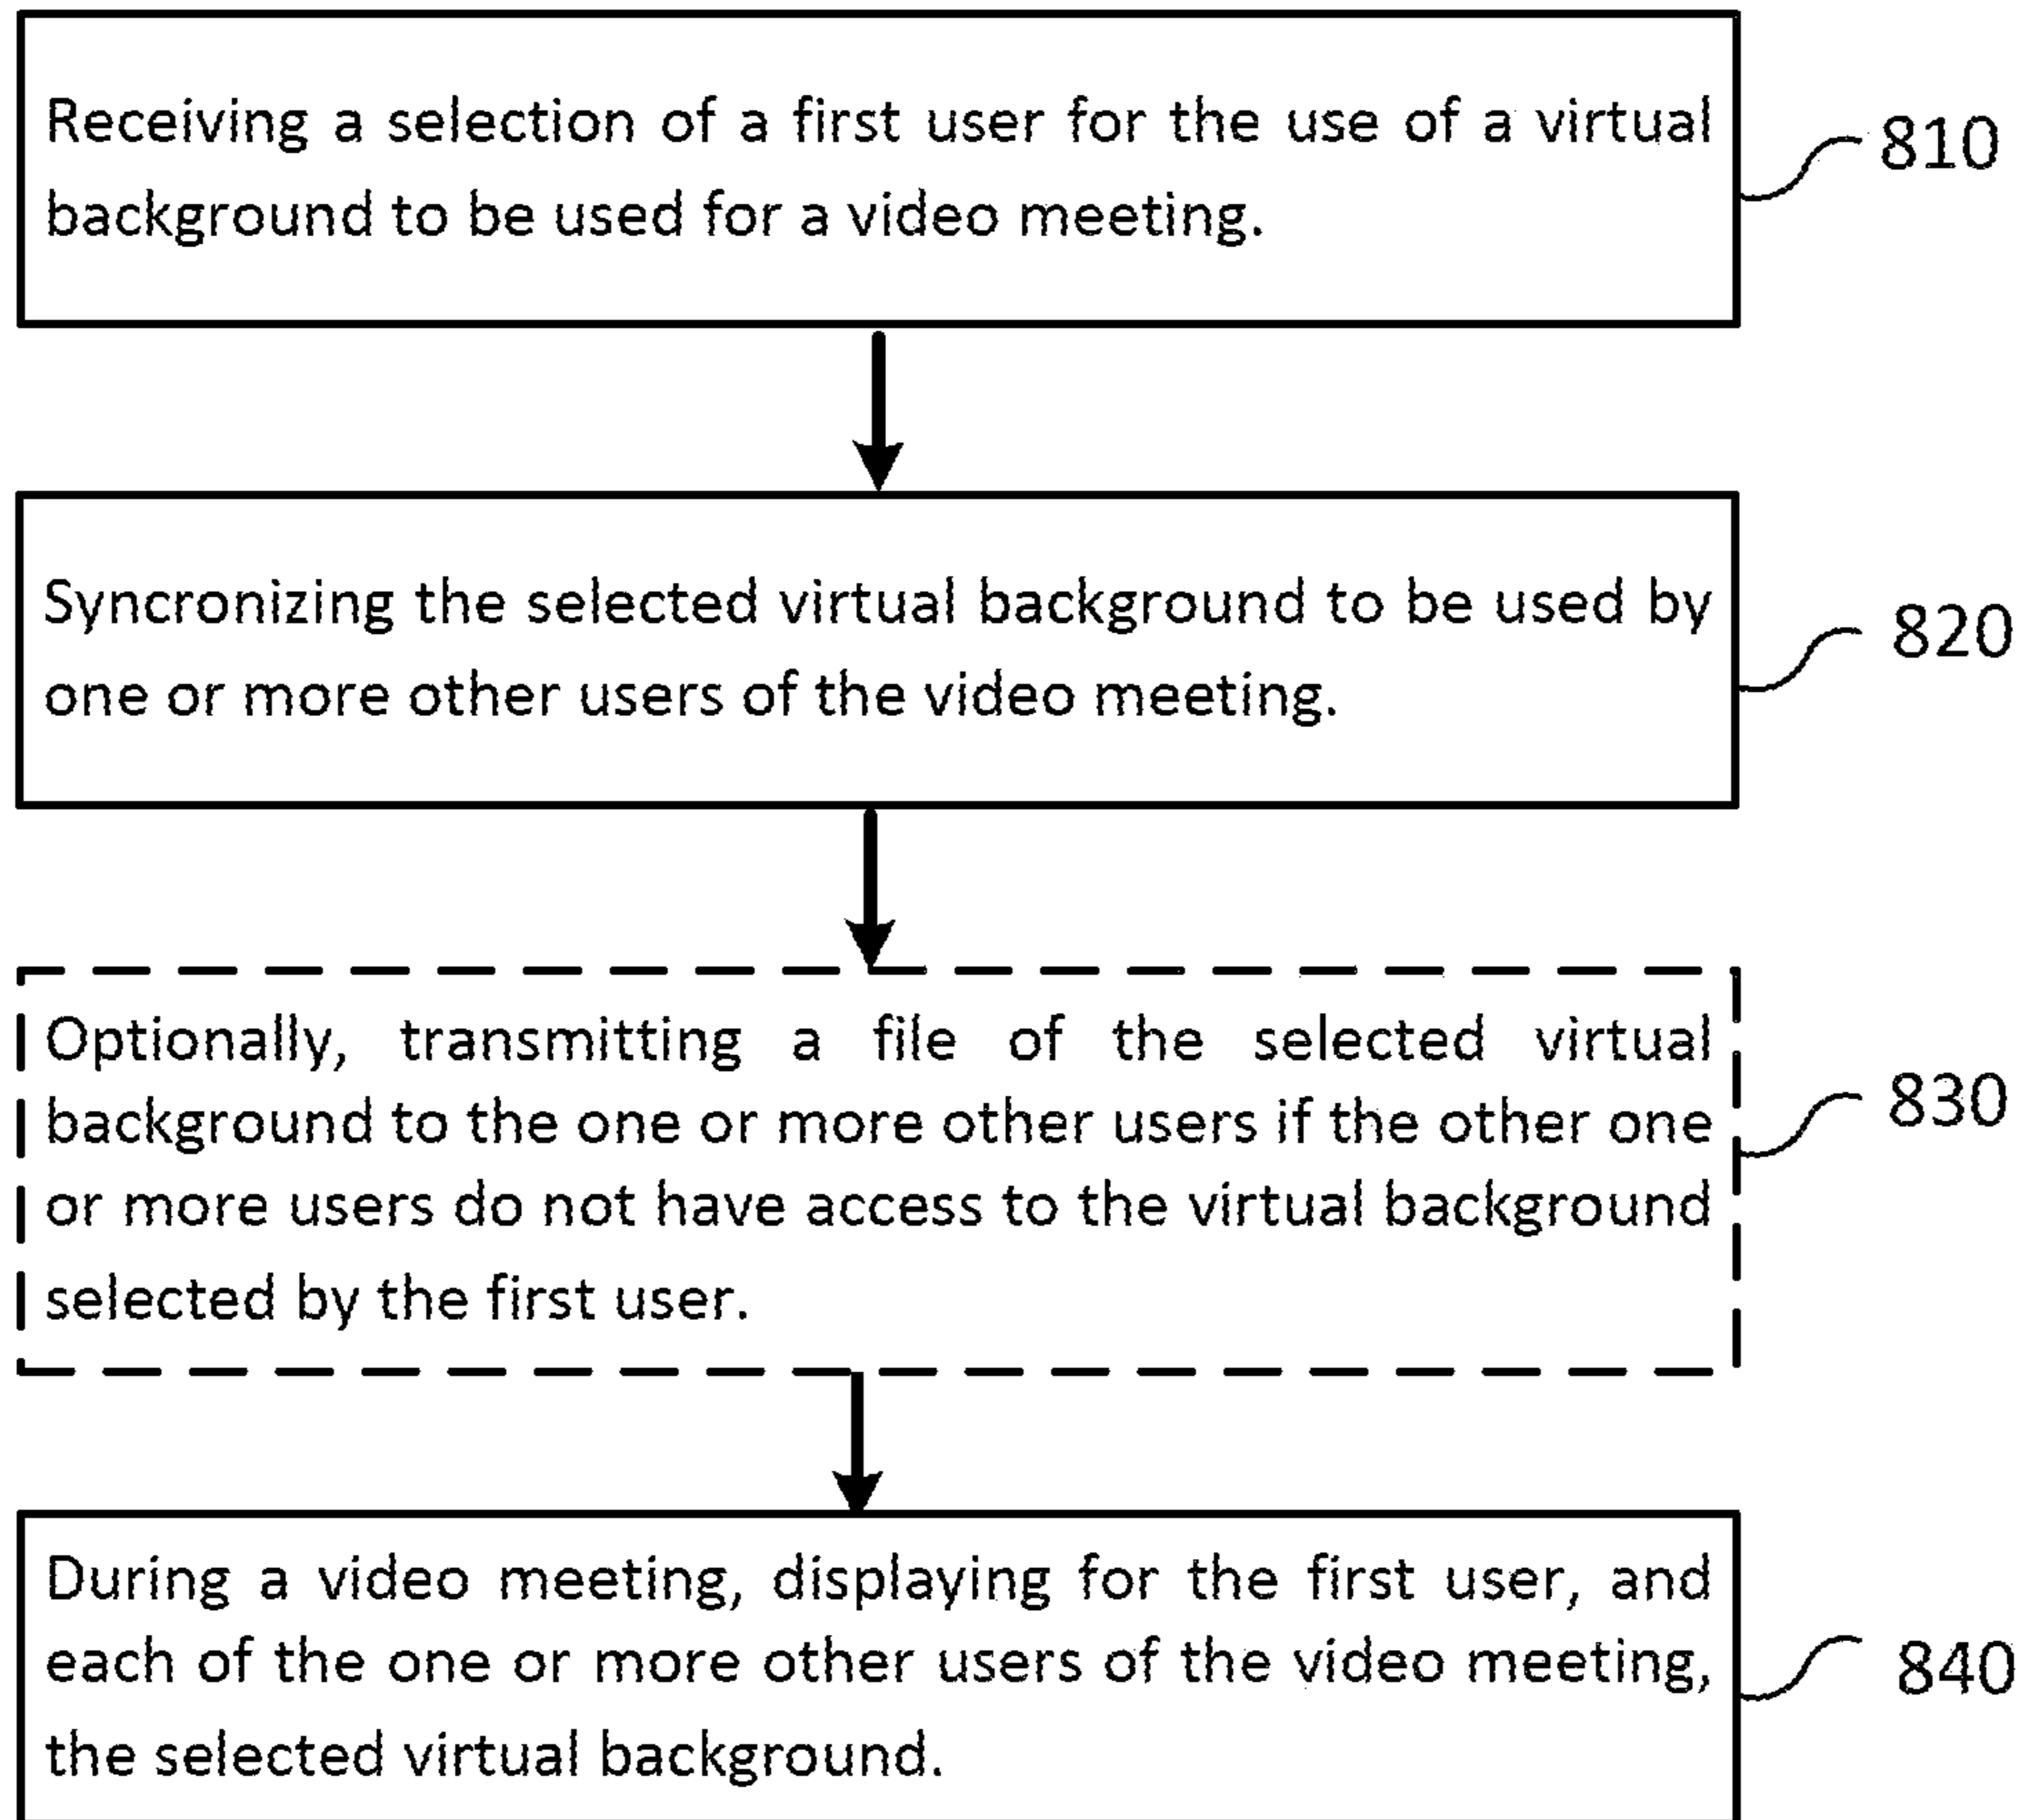 Receiving a selection of a first user for the use of a virtual
background to be used for a video meeting.
810
Syncronizing the selected virtual background to be used by
one or more other users of the video meeting.
820
Optionally, transmitting a file of the selected virtual
background to the one or more other users if the other one
or more users do not have access to the virtual background
selected by the first user.
830
During a video meeting, displaying for the first user, and
each of the one or more other users of the video meeting,
the selected virtual background.
840